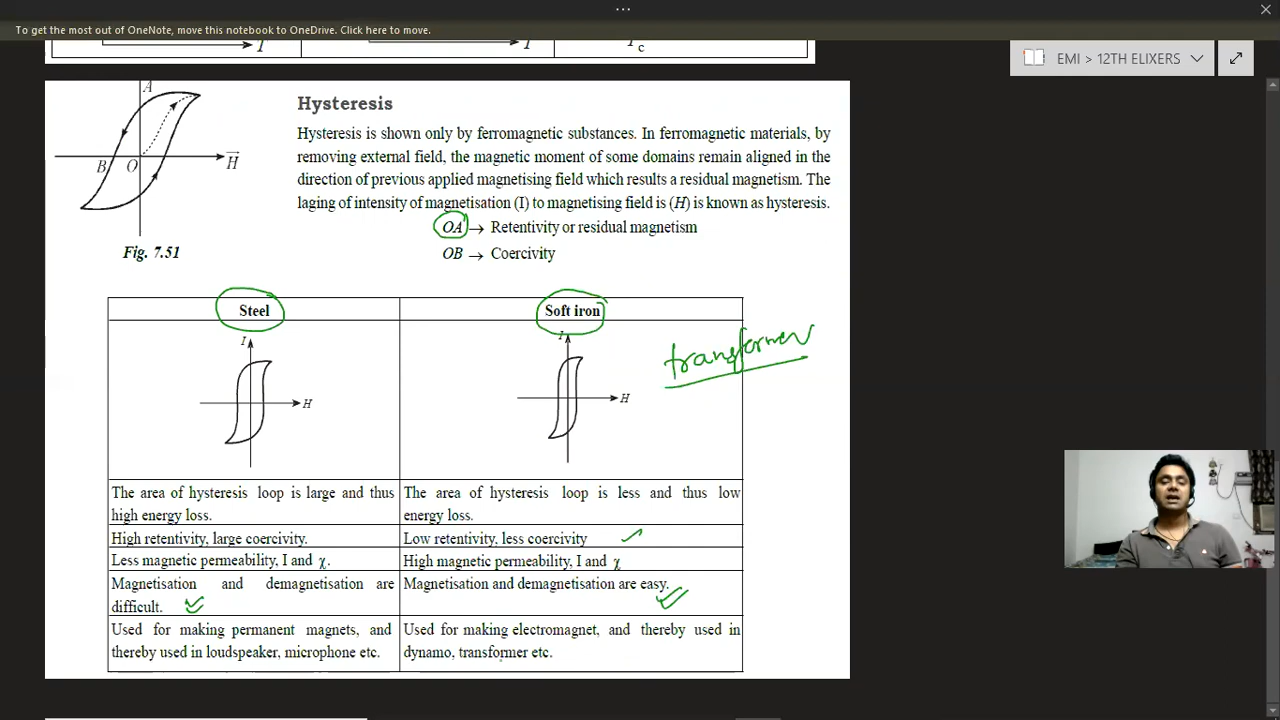 To get the most out of OneNote, move this notebook to OneDrive. Click here to move.
EMI > 12TH ELIXERS
T
T
T c
A
B
O
H
Fig. 7.51
Hysteresis
Hysteresis is shown only by ferromagnetic substances. In ferromagnetic materials, by
removing external field, the magnetic moment of some domains remain aligned in the
direction of previous applied magnetising field which results a residual magnetism. The
laging of intensity of magnetisation (I) to magnetising field is (H) is known as hysteresis.
OA → Retentivity or residual magnetism
OB → Coercivity
Steel
Soft iron
I
H
I
H
transformer
The area of hysteresis loop is large and thus
high energy loss.
The area of hysteresis loop is less and thus low
energy loss.
High retentivity, large coercivity.
Low retentivity, less coercivity
Less magnetic permeability, I and χ.
High magnetic permeability, I and χ
Magnetisation and demagnetisation are
difficult.
Magnetisation and demagnetisation are easy.
Used for making permanent magnets, and
thereby used in loudspeaker, microphone etc.
Used for making electromagnet, and thereby used in
dynamo, transformer etc.